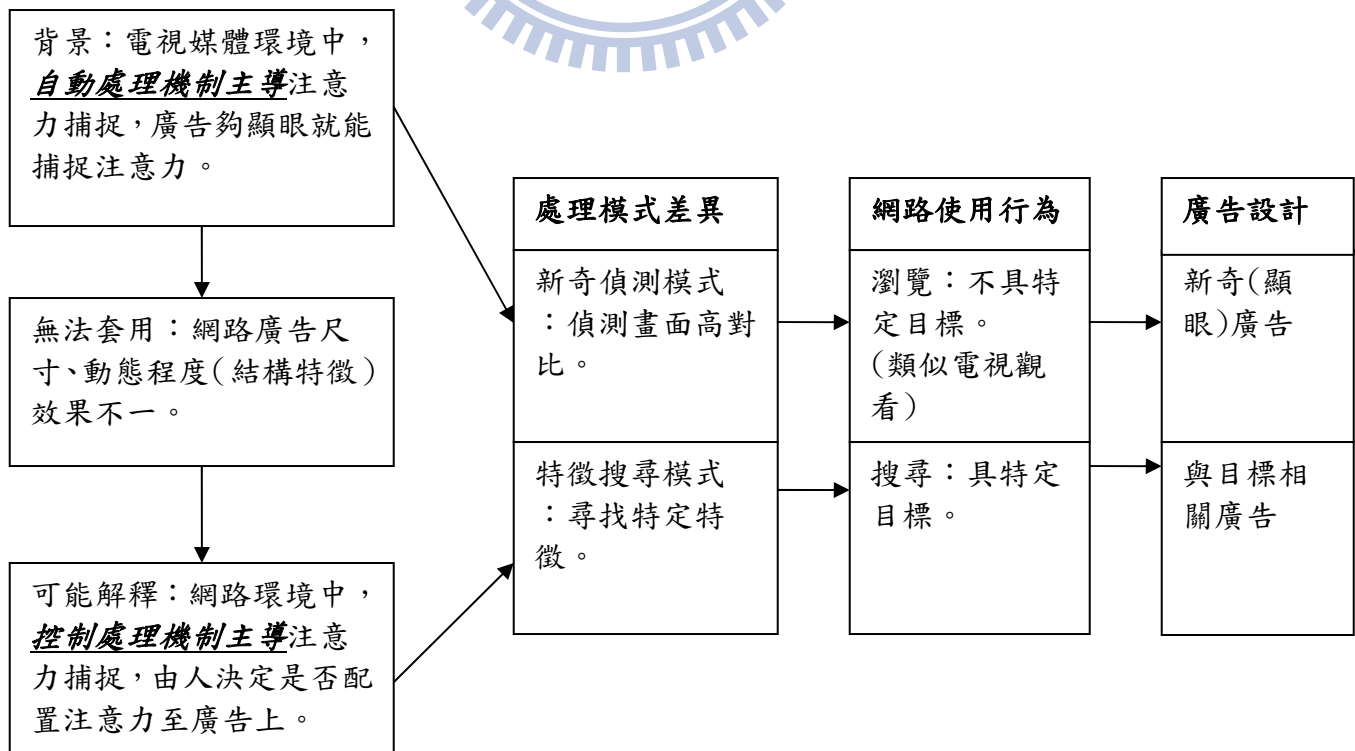 背景：電視媒體環境中，
自動處理機制主導注意
力捕捉，廣告夠顯眼就能
捕捉注意力。
無法套用：網路廣告尺
寸、動態程度(結構特徵)
效果不一。
可能解釋：網路環境中，
控制處理機制主導注意
力捕捉，由人決定是否配
置注意力至廣告上。
處理模式差異
新奇偵測模式
：偵測畫面高對
比。
特徵搜尋模式
：尋找特定特
徵。
網路使用行為
瀏覽：不具特
定目標。
(類似電視觀
看)
搜尋：具特定
目標。
廣告設計
新奇(顯
眼)廣告
與目標相
關廣告